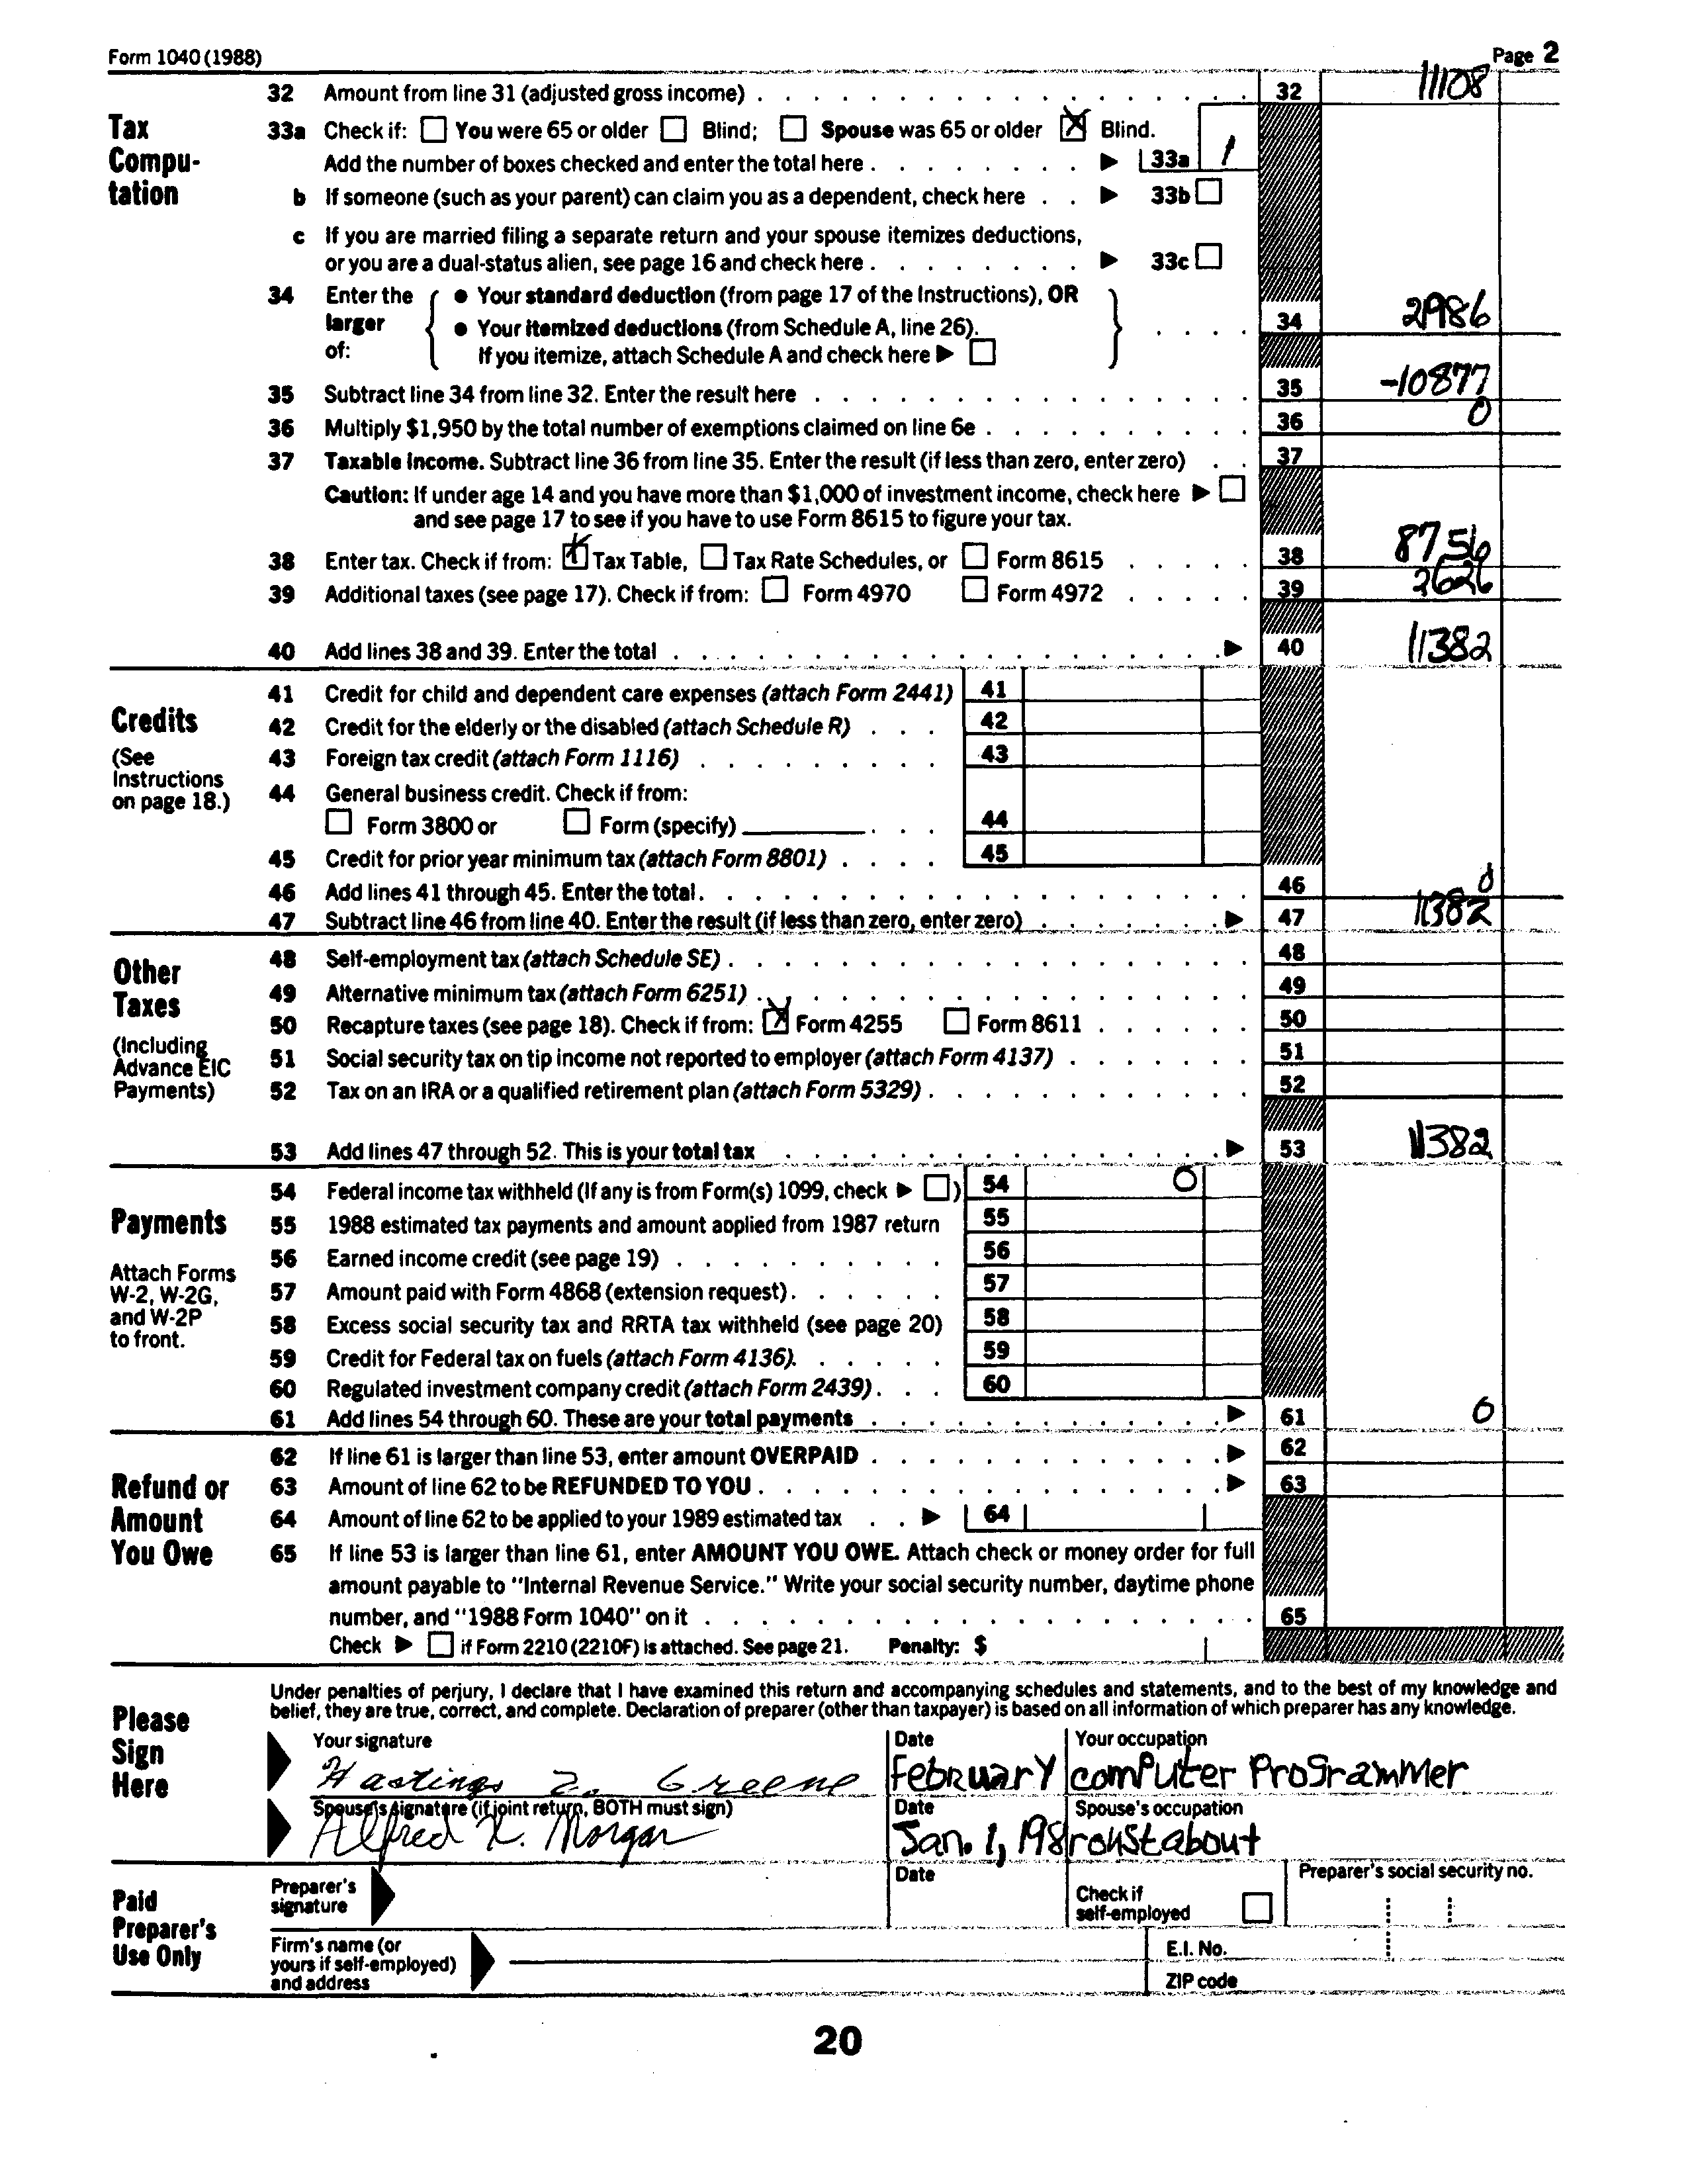 Form 1040 (1988) Page 2
32 Amount from line 31 (adjusted gross income) 32 11108
Tax Compu- tation
33a Check if: You were 65 or older Blind; Spouse was 65 or older X Blind.
Add the number of boxes checked and enter the total here 33a 1
b If someone (such as your parent) can claim you as a dependent, check here 33b
c If you are married filing a separate return and your spouse itemizes deductions,
or you are a dual-status alien, see page 16 and check here 33c
34 Enter the larger of:
• Your standard deduction (from page 17 of the Instructions), OR
• Your itemized deductions (from Schedule A, line 26).
If you itemize, attach Schedule A and check here
34
35 Subtract line 34 from line 32. Enter the result here 35 -10877
36 Multiply $1,950 by the total number of exemptions claimed on line 6e 36 0
37 Taxable Income. Subtract line 36 from line 35. Enter the result (if less than zero, enter zero) 37
Caution: If under age 14 and you have more than $1,000 of investment income, check here
and see page 17 to see if you have to use Form 8615 to figure your tax.
38 Enter tax. Check if from: X Tax Table, Tax Rate Schedules, or Form 8615 38 8756
39 Additional taxes (see page 17). Check if from: Form 4970 Form 4972 39 2626
40 Add lines 38 and 39. Enter the total 40 11382
Credits
(See Instructions on page 18.)
41 Credit for child and dependent care expenses (attach Form 2441) 41
42 Credit for the elderly or the disabled (attach Schedule R) 42
43 Foreign tax credit (attach Form 1116) 43
44 General business credit. Check if from:
Form 3800 or Form (specify) 44
45 Credit for prior year minimum tax (attach Form 8801) 45
46 Add lines 41 through 45. Enter the total. 46 0
47 Subtract line 46 from line 40. Enter the result (if less than zero, enter zero) 47 11382
Other Taxes
(Including Advance EIC Payments)
48 Self-employment tax (attach Schedule SE) 48
49 Alternative minimum tax (attach Form 6251) 49
50 Recapture taxes (see page 18). Check if from: X Form 4255 Form 8611 50
51 Social security tax on tip income not reported to employer (attach Form 4137) 51
52 Tax on an IRA or a qualified retirement plan (attach Form 5329) 52
53 Add lines 47 through 52. This is your total tax 53 11382
Payments
Attach Forms W-2, W-2G, and W-2P to front.
54 Federal income tax withheld (If any is from Form(s) 1099, check ) 54 0
55 1988 estimated tax payments and amount applied from 1987 return 55
56 Earned income credit (see page 19) 56
57 Amount paid with Form 4868 (extension request) 57
58 Excess social security tax and RRTA tax withheld (see page 20) 58
59 Credit for Federal tax on fuels (attach Form 4136). 59
60 Regulated investment company credit (attach Form 2439) 60
61 Add lines 54 through 60. These are your total payments 61 0
Refund or Amount You Owe
62 If line 61 is larger than line 53, enter amount OVERPAID 62
63 Amount of line 62 to be REFUNDED TO YOU 63
64 Amount of line 62 to be applied to your 1989 estimated tax 64
65 If line 53 is larger than line 61, enter AMOUNT YOU OWE. Attach check or money order for full
amount payable to "Internal Revenue Service." Write your social security number, daytime phone
number, and "1988 Form 1040" on it 65
Check if Form 2210 (2210F) is attached. See page 21. Penalty: $
Please Sign Here
Under penalties of perjury, I declare that I have examined this return and accompanying schedules and statements, and to the best of my knowledge and
belief, they are true, correct, and complete. Declaration of preparer (other than taxpayer) is based on all information of which preparer has any knowledge.
Your signature Date Your occupation
Hastings Z. Greene February computer Programmer
Spouse's signature (if joint return, BOTH must sign) Date Spouse's occupation
Alfred X. Morgan Jan. 1, 198 roustabout
Paid Preparer's Use Only
Preparer's signature Date Check if self-employed Preparer's social security no.
Firm's name (or yours if self-employed) and address E.I. No.
ZIP code
20